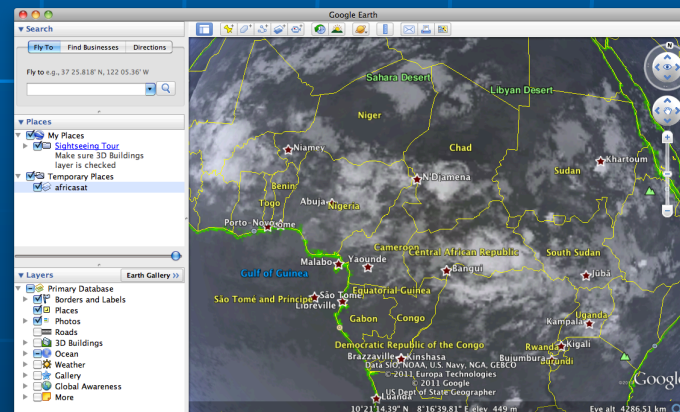 Google Earth
Search
Fly To
Find Businesses
Directions
Fly to e.g., 37 25.818' N, 122 05.36' W
Places
My Places
Sightseeing Tour
Make sure 3D Buildings
layer is checked
Temporary Places
africasat
Layers
Earth Gallery >>
Primary Database
Borders and Labels
Places
Photos
Roads
3D Buildings
Ocean
Weather
Gallery
Global Awareness
More
N
Sahara Desert
Libyan Desert
Niger
Chad
Niamey
Khartoum
Sudan
N'Djamena
Benin
Abuja
Nigeria
Togo
Porto-Novo
Cameroon
Central African Republic
South Sudan
Malabo
Yaounde
Bangui
Juba
Gulf of Guinea
Equatorial Guinea
São Tomé and Principe
São Tomé
Libreville
Gabon
Congo
Uganda
Kampala
Democratic Republic of the Congo
Rwanda
Kigali
Bujumbura
Burundi
Brazzaville
Kinshasa
Data SIO, NOAA, U.S. Navy, NGA, GEBCO
© 2011 Europa Technologies
© 2011 Google
US Dept of State Geographer
Google
Luanda
10°21'14.39" N 8°16'39.81" E elev 449 m
Eye alt 4286.51 km